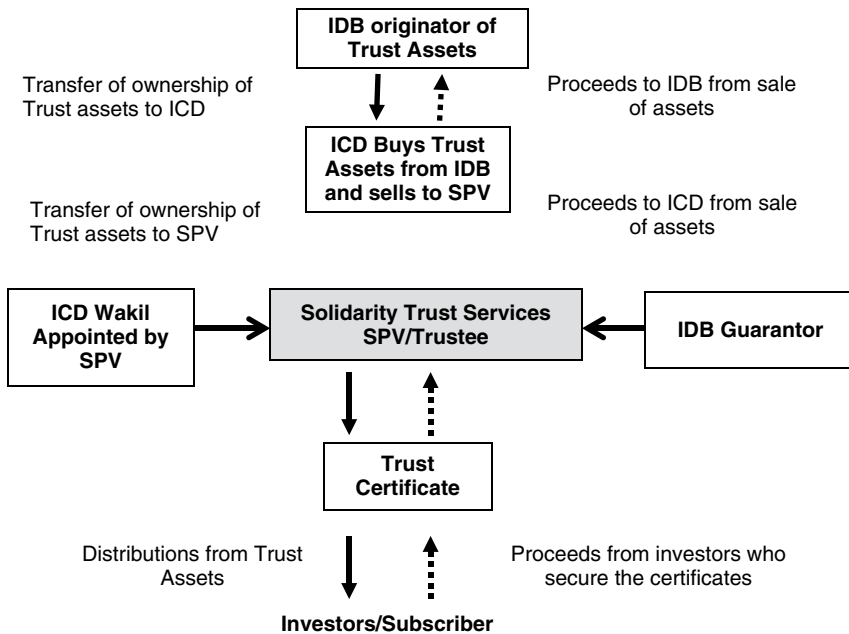 IDB originator of
Trust Assets
Transfer of ownership of
Trust assets to ICD
Proceeds to IDB from sale
of assets
ICD Buys Trust
Assets from IDB
and sells to SPV
Transfer of ownership of
Trust assets to SPV
Proceeds to ICD from sale
of assets
ICD Wakil
Appointed by
SPV
Solidarity Trust Services
SPV/Trustee
IDB Guarantor
Trust
Certificate
Distributions from Trust
Assets
Proceeds from investors who
secure the certificates
Investors/Subscriber